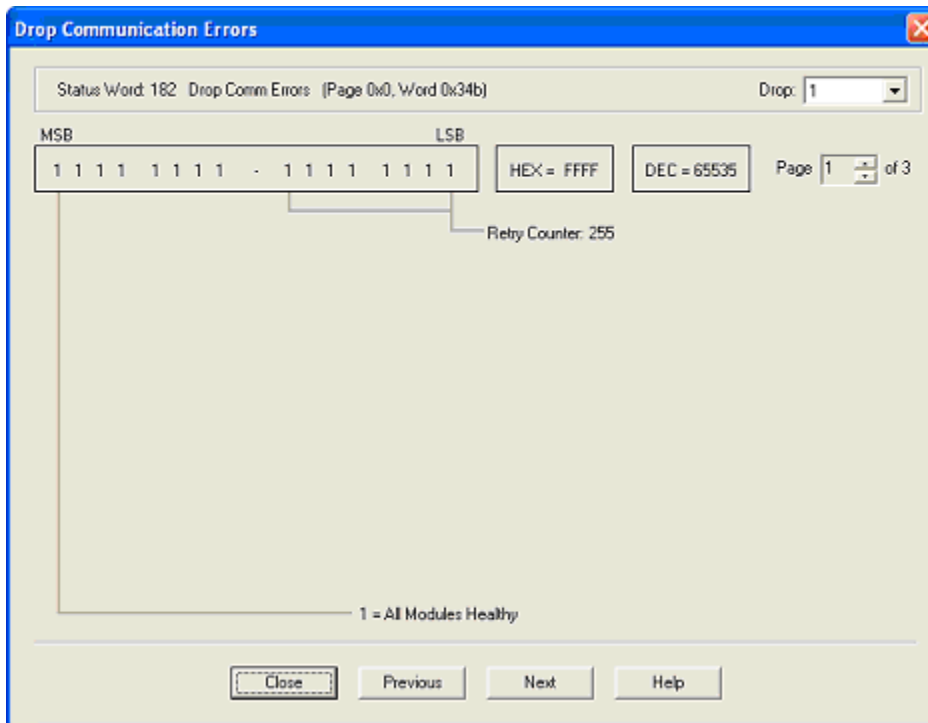 Drop Communication Errors
Status Word: 182 Drop Comm Errors (Page 0x0, Word 0x34b) Drop: 1
MSB LSB
1 1 1 1 1 1 1 1 - 1 1 1 1 1 1 1 1 HEX = FFFF DEC = 65535 Page 1 of 3
Retry Counter: 255
1 = All Modules Healthy
Close Previous Next Help